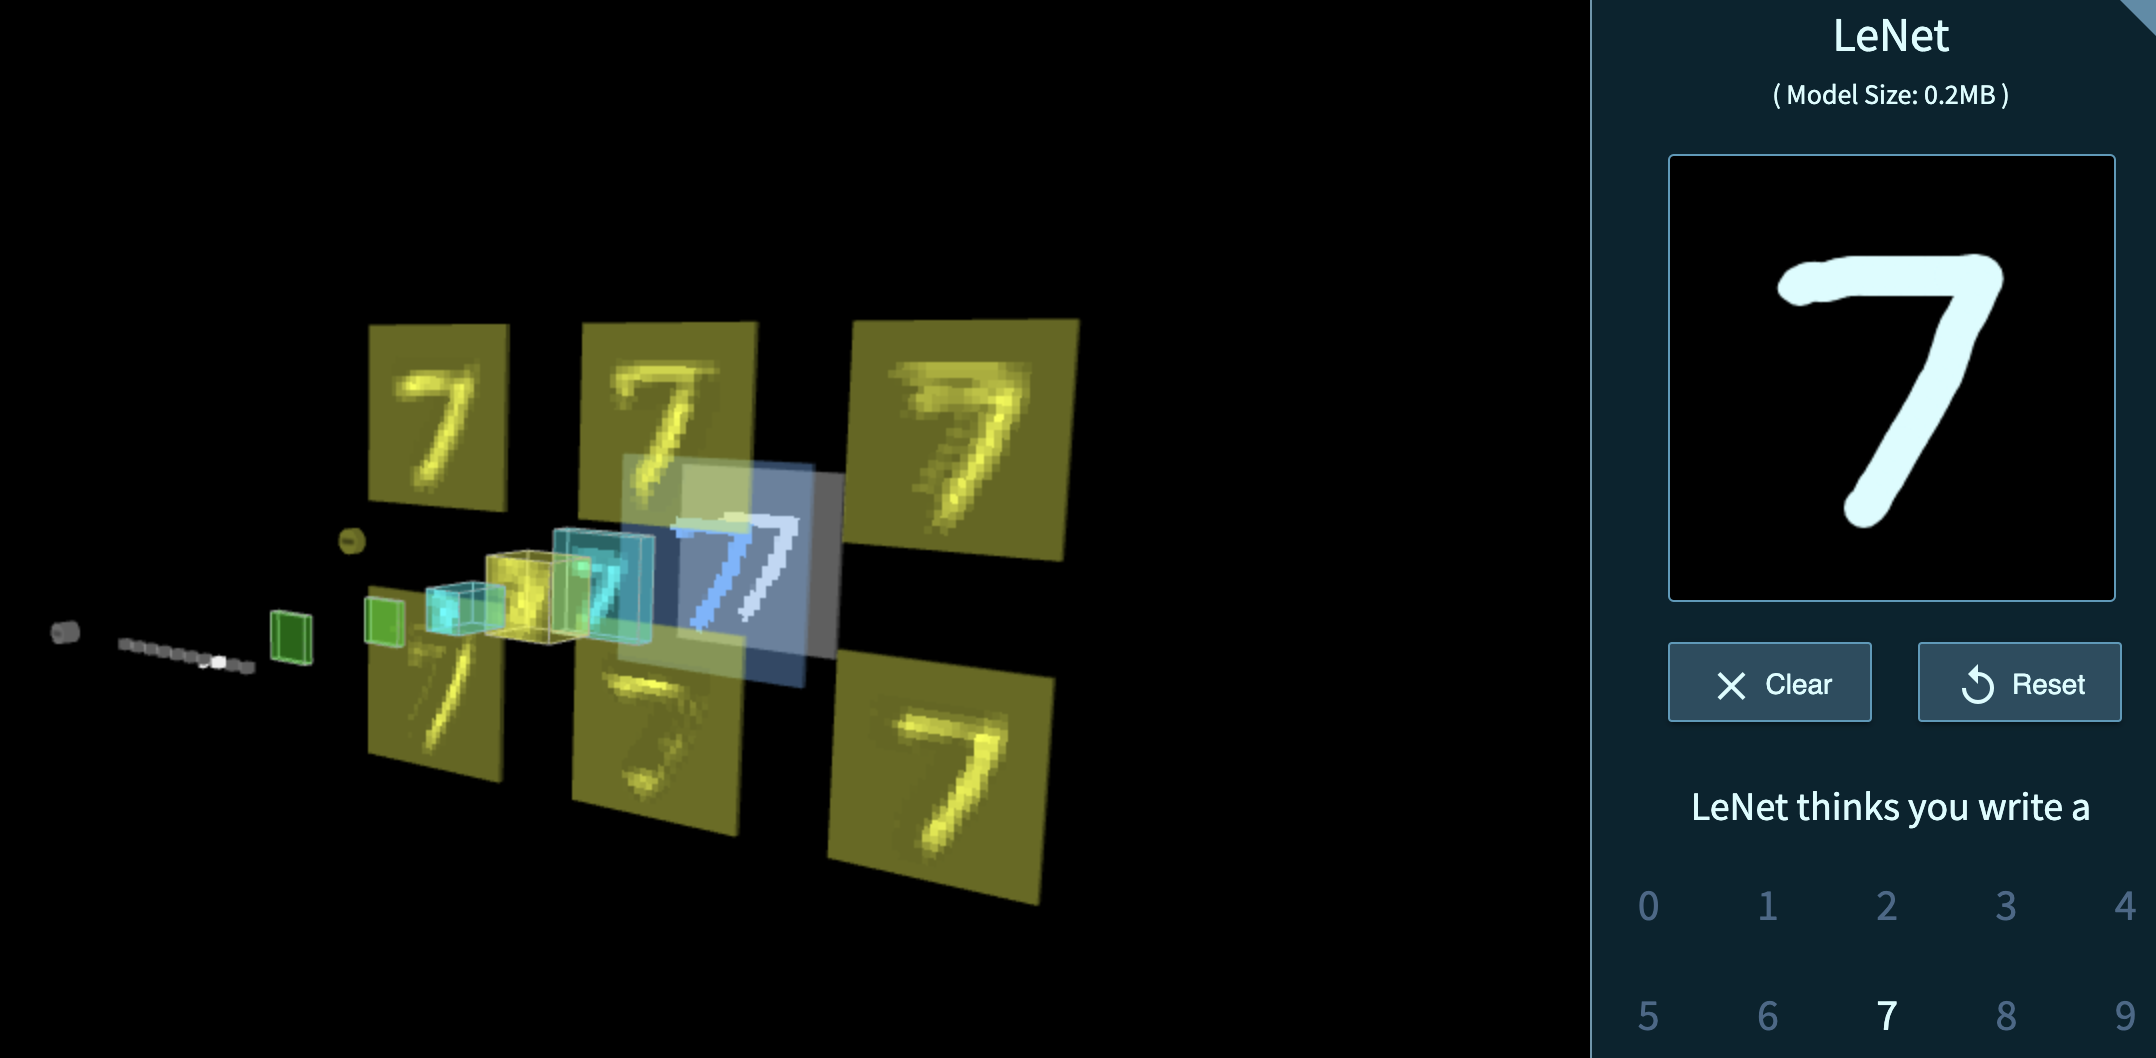 LeNet
( Model Size: 0.2MB )
7
Clear Reset
LeNet thinks you write a
0 1 2 3 4
5 6 7 8 9